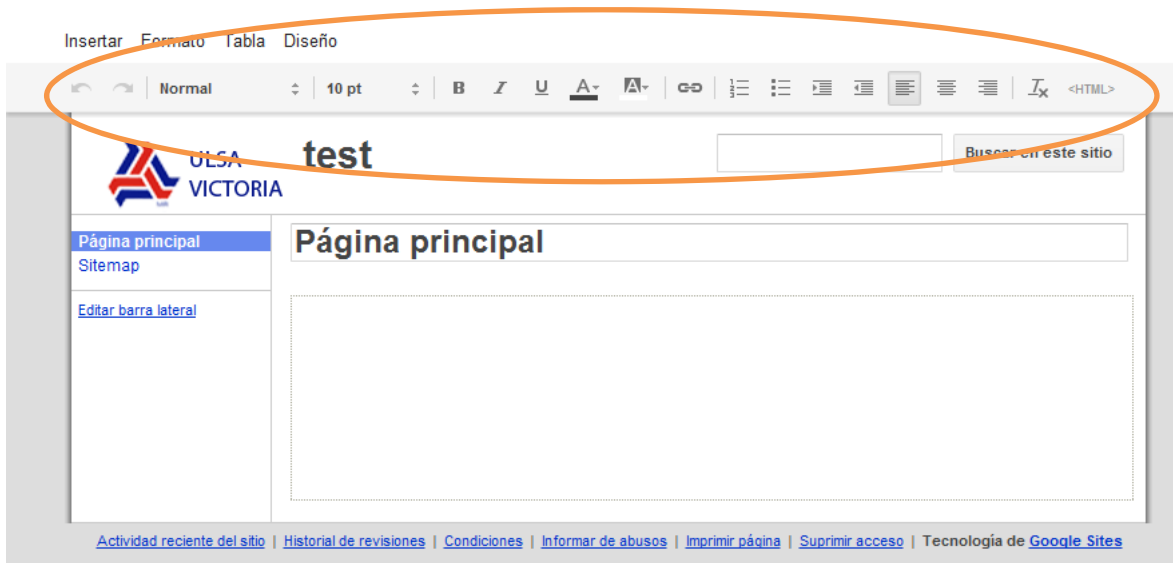 Insertar Formato Tabla Diseño
Normal 10 pt B I U A A <HTML>
ULSA VICTORIA
test
Buscar en este sitio
Página principal
Sitemap
Editar barra lateral
Página principal
Actividad reciente del sitio | Historial de revisiones | Condiciones | Informar de abusos | Imprimir página | Suprimir acceso | Tecnología de Google Sites